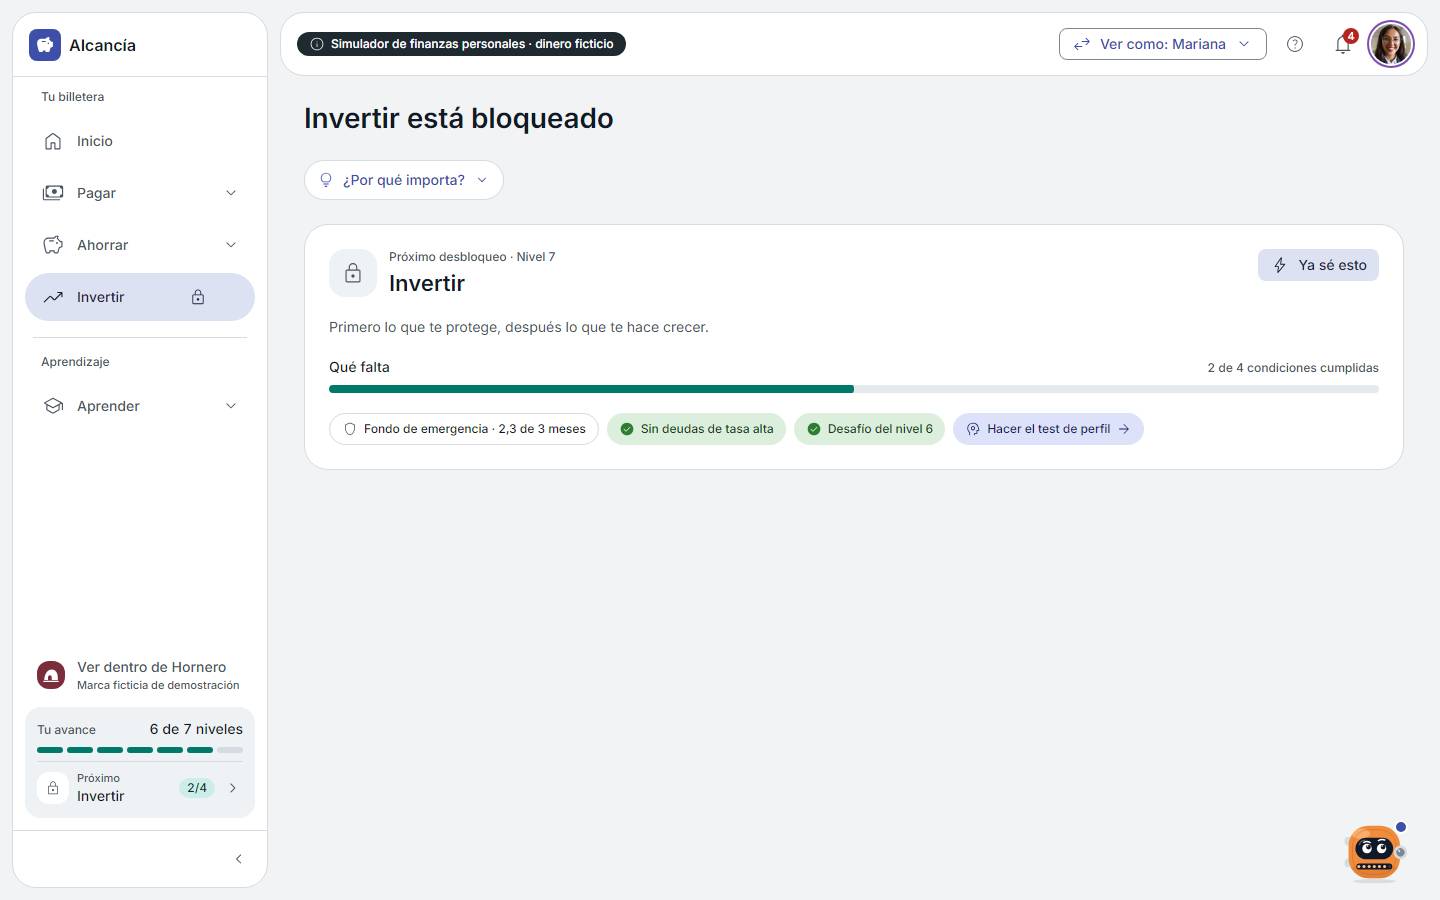 Alcancía
Simulador de finanzas personales · dinero ficticio
Ver como: Mariana
4
Tu billetera
Inicio
Pagar
Ahorrar
Invertir
Aprendizaje
Aprender
Ver dentro de Hornero
Marca ficticia de demostración
Tu avance
6 de 7 niveles
Próximo
Invertir
2/4
Invertir está bloqueado
¿Por qué importa?
Próximo desbloqueo · Nivel 7
Invertir
Ya sé esto
Primero lo que te protege, después lo que te hace crecer.
Qué falta
2 de 4 condiciones cumplidas
Fondo de emergencia · 2,3 de 3 meses
Sin deudas de tasa alta
Desafío del nivel 6
Hacer el test de perfil